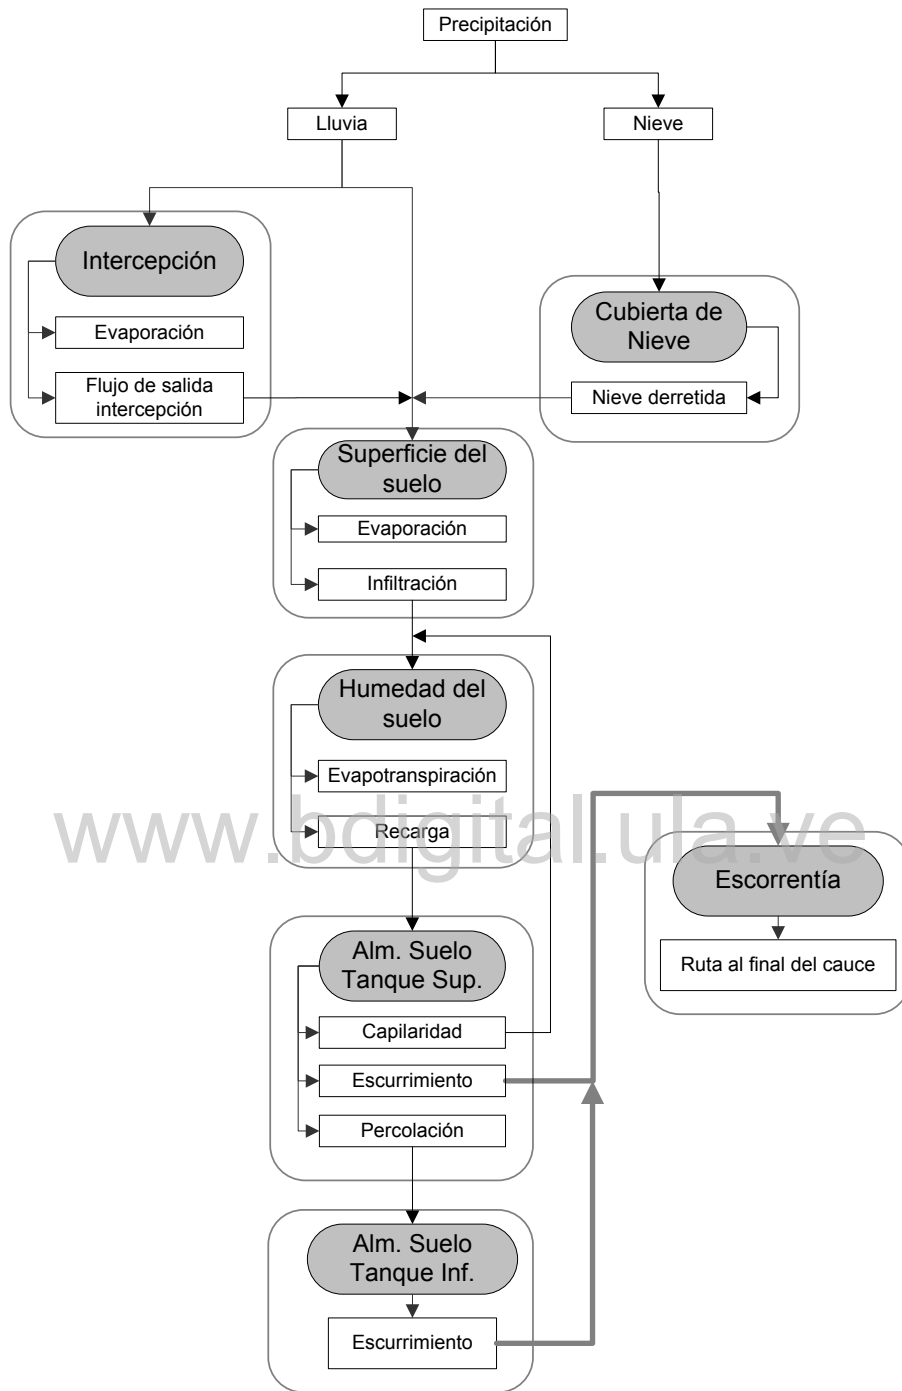 Precipitación
Lluvia
Nieve
Intercepción
Evaporación
Flujo de salida
intercepción
Cubierta de
Nieve
Nieve derretida
Superficie del
suelo
Evaporación
Infiltración
Humedad del
suelo
Evapotranspiración
Recarga
www.bdigital.ula.ve
Escorrentía
Ruta al final del cauce
Alm. Suelo
Tanque Sup.
Capilaridad
Escurrimiento
Percolación
Alm. Suelo
Tanque Inf.
Escurrimiento